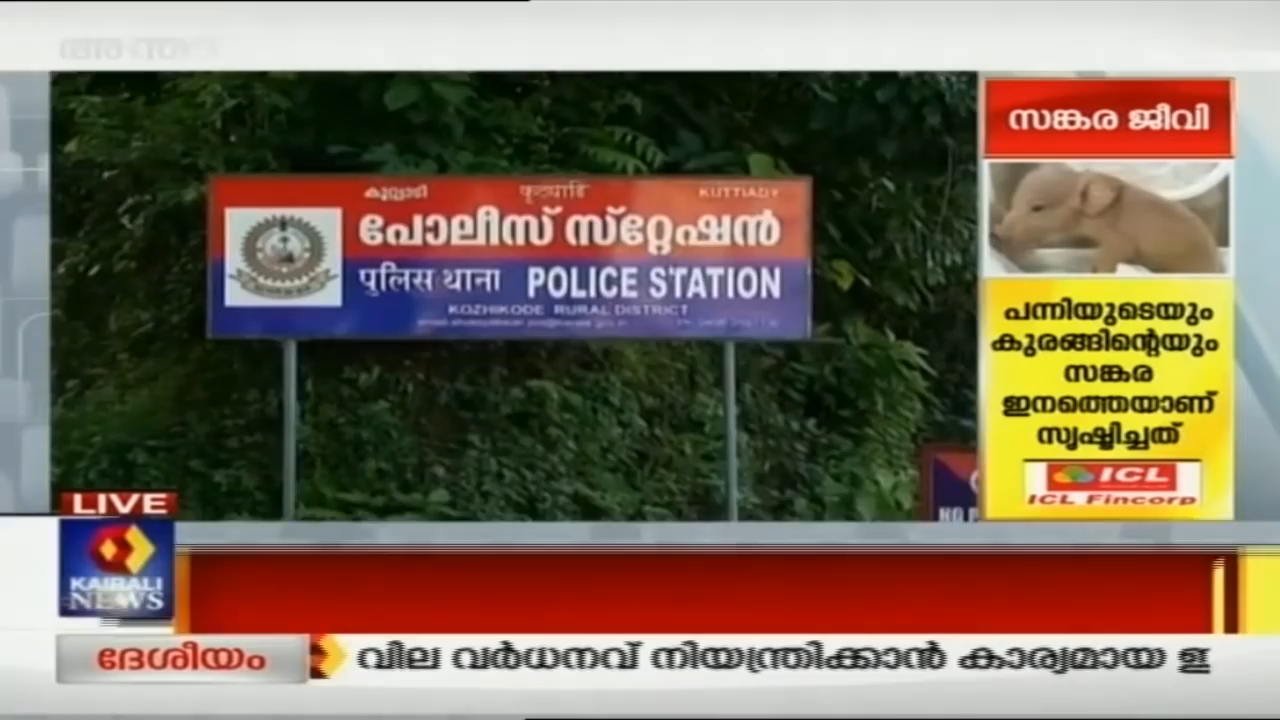 കുറ്റ്യാടി
KUTTIADY
പോലീസ് സ്റ്റേഷൻ
पुलिस थाना POLICE STATION
KOZHIKODE RURAL DISTRICT
സങ്കര ജീവി
പന്നിയുടെയും
കുരങ്ങിന്റെയും
സങ്കര
ഇനത്തെയാണ്
സൃഷ്ടിച്ചത്
ICL
ICL Fincorp
LIVE
KAIRALI
NEWS
ദേശീയം
വില വർധനവ് നിയന്ത്രിക്കാൻ കാര്യമായ